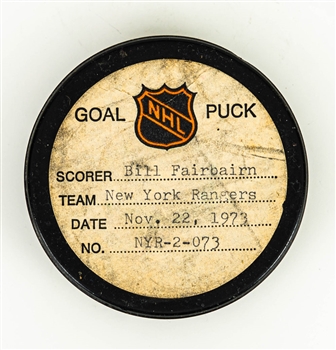 GOAL NHL PUCK
SCORER Bill Fairbairn
TEAM New York Rangers
DATE Nov. 22, 1973
NO. NYR-2-073